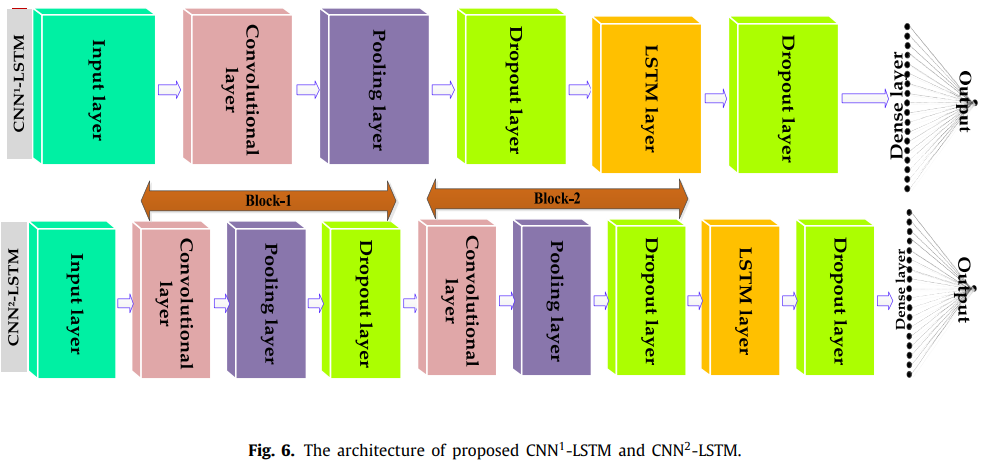 CNN¹-LSTM
Input layer
Convolutional
layer
Pooling layer
Dropout layer
LSTM layer
Dropout layer
Dense layer
Output
Block-1
Block-2
CNN²-LSTM
Input layer
Convolutional
layer
Pooling layer
Dropout layer
Convolutional
layer
Pooling layer
Dropout layer
LSTM layer
Dropout layer
Dense layer
Output
Fig. 6. The architecture of proposed CNN¹-LSTM and CNN²-LSTM.